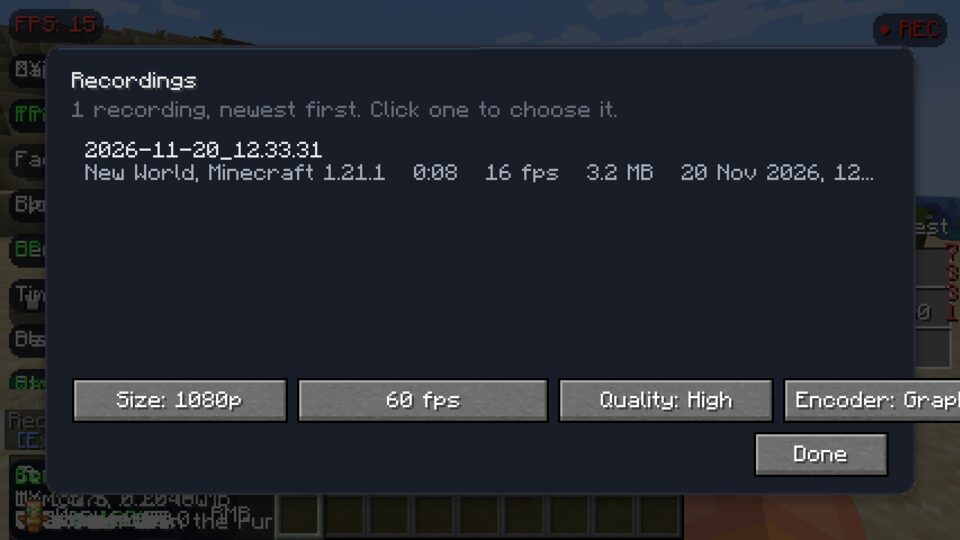 FPS: 15
REC
Recordings
1 recording, newest first. Click one to choose it.
2026-11-20_12.33.31
New World, Minecraft 1.21.1 0:08 16 fps 3.2 MB 20 Nov 2026, 12...
Size: 1080p
60 fps
Quality: High
Encoder: Grap
Done